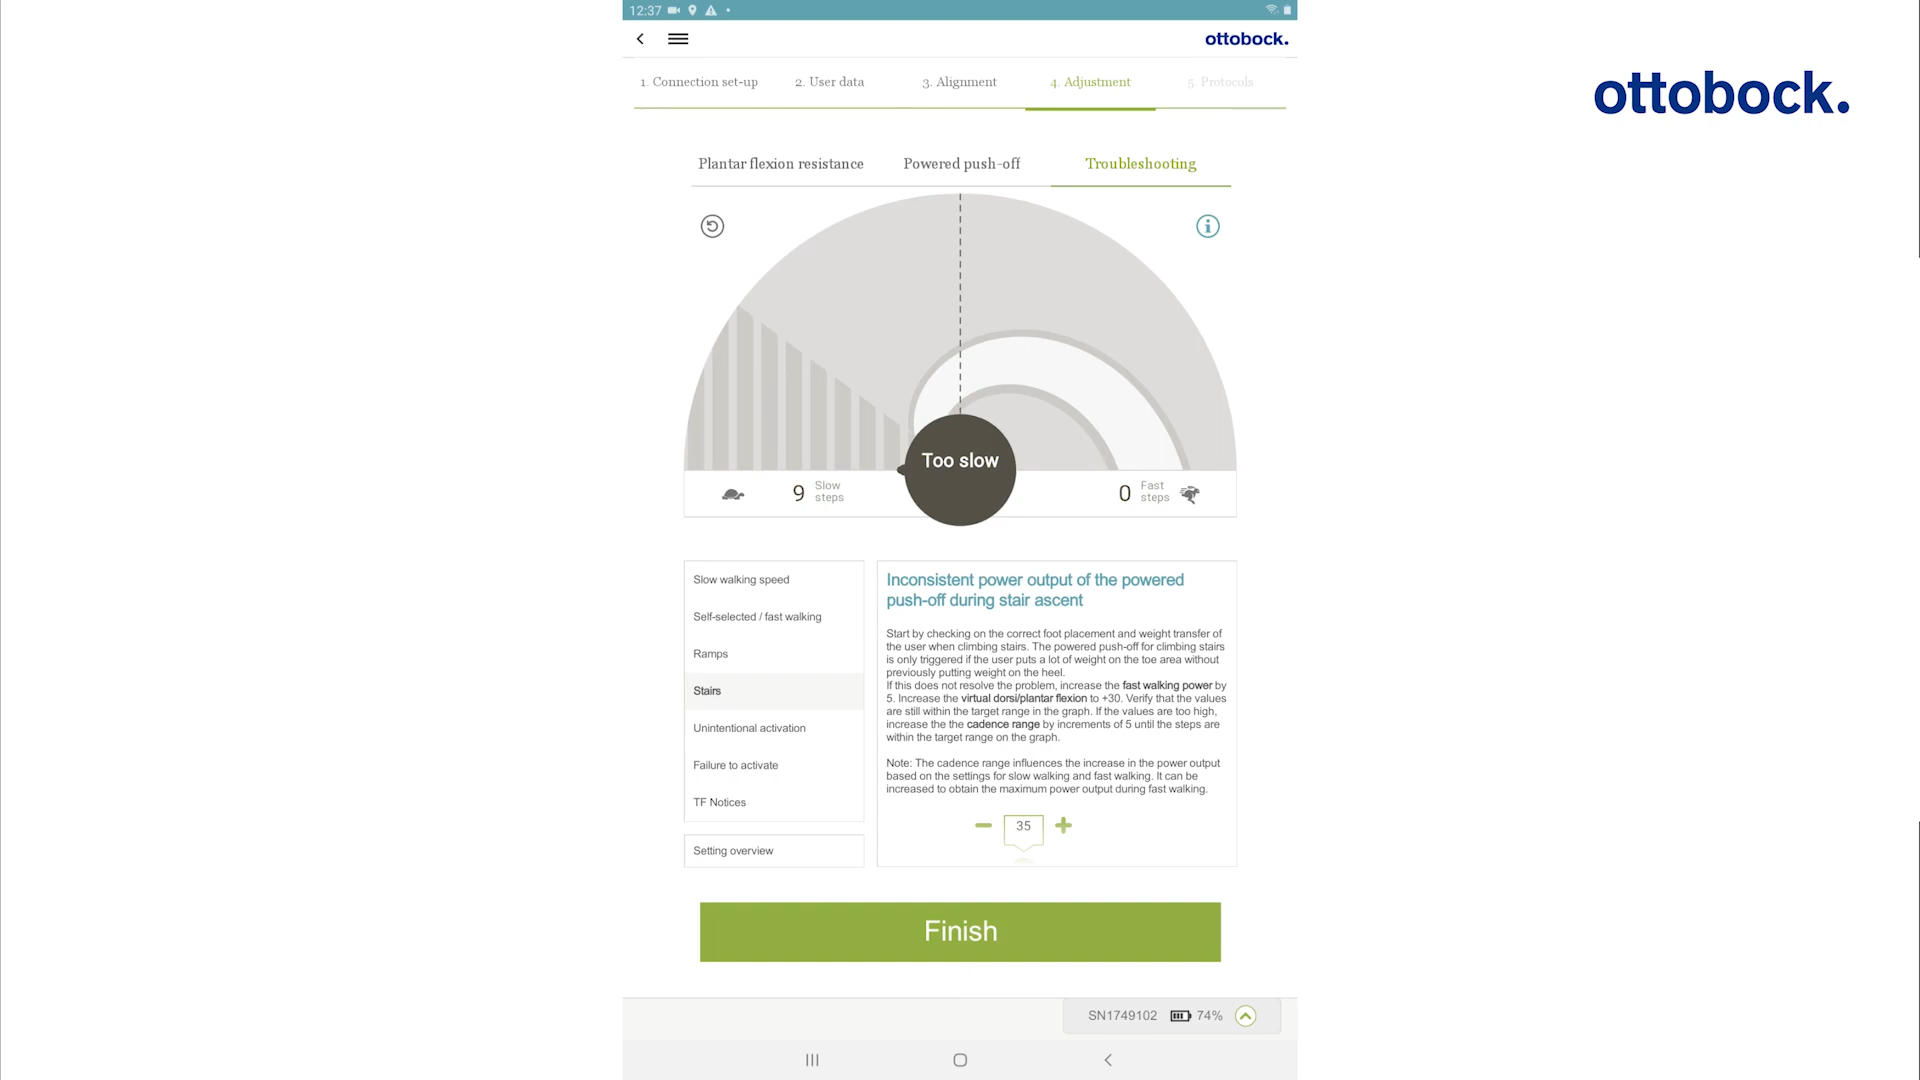 12:37
ottobock.
ottobock.
1. Connection set-up
2. User data
3. Alignment
4. Adjustment
5. Protocols
Plantar flexion resistance
Powered push-off
Troubleshooting
Too slow
9 Slow steps
0 Fast steps
Slow walking speed
Self-selected / fast walking
Ramps
Stairs
Unintentional activation
Failure to activate
TF Notices
Setting overview
Inconsistent power output of the powered
push-off during stair ascent
Start by checking on the correct foot placement and weight transfer of
the user when climbing stairs. The powered push-off for climbing stairs
is only triggered if the user puts a lot of weight on the toe area without
previously putting weight on the heel.
If this does not resolve the problem, increase the fast walking power by
5. Increase the virtual dorsi/plantar flexion to +30. Verify that the values
are still within the target range in the graph. If the values are too high,
increase the the cadence range by increments of 5 until the steps are
within the target range on the graph.
Note: The cadence range influences the increase in the power output
based on the settings for slow walking and fast walking. It can be
increased to obtain the maximum power output during fast walking.
35
Finish
SN1749102 74%